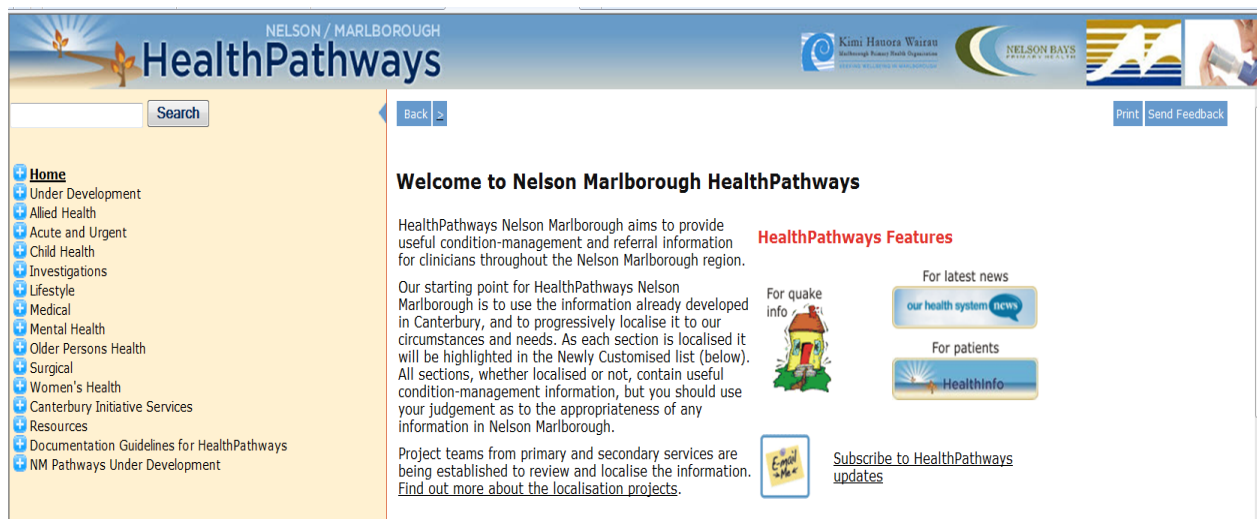 NELSON / MARLBOROUGH
HealthPathways
Kimi Hauora Wairau
Marlborough Primary Health Organisation
NELSON BAYS
PRIMARY HEALTH
Search
Back >
Print Send Feedback
Home
Under Development
Allied Health
Acute and Urgent
Child Health
Investigations
Lifestyle
Medical
Mental Health
Older Persons Health
Surgical
Women's Health
Canterbury Initiative Services
Resources
Documentation Guidelines for HealthPathways
NM Pathways Under Development
Welcome to Nelson Marlborough HealthPathways
HealthPathways Nelson Marlborough aims to provide
useful condition-management and referral information
for clinicians throughout the Nelson Marlborough region.
Our starting point for HealthPathways Nelson
Marlborough is to use the information already developed
in Canterbury, and to progressively localise it to our
circumstances and needs. As each section is localised it
will be highlighted in the Newly Customised list (below).
All sections, whether localised or not, contain useful
condition-management information, but you should use
your judgement as to the appropriateness of any
information in Nelson Marlborough.
Project teams from primary and secondary services are
being established to review and localise the information.
Find out more about the localisation projects.
HealthPathways Features
For quake
info
For latest news
our health system news
For patients
HealthInfo
E-mail
Me
Subscribe to HealthPathways
updates